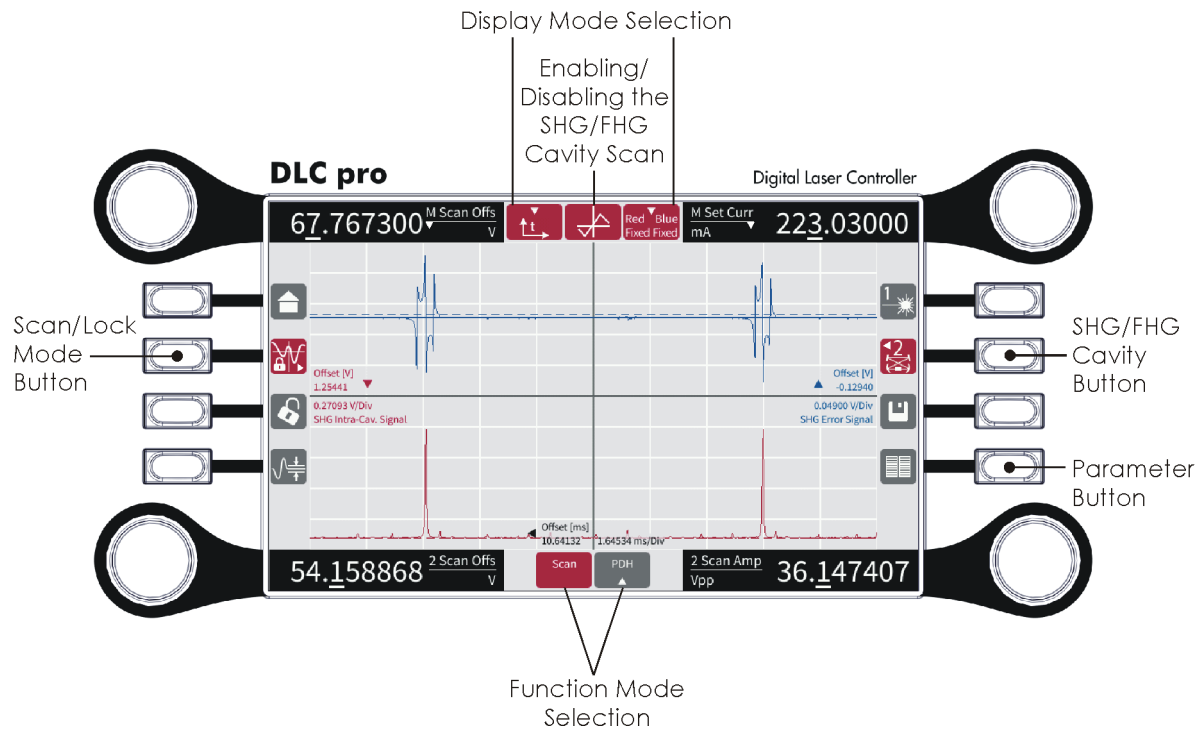 Display Mode Selection
Enabling/
Disabling the
SHG/FHG
Cavity Scan
DLC pro
Digital Laser Controller
67.767300
M Scan Offs
V
t
Red Blue
Fixed Fixed
M Set Curr
mA
223.03000
1
2
Scan/Lock
Mode
Button
SHG/FHG
Cavity
Button
Offset [V]
1.25441
Offset [V]
-0.12940
0.27093 V/Div
SHG Intra-Cav. Signal
0.04900 V/Div
SHG Error Signal
Parameter
Button
Offset [ms]
10.64132
1.64534 ms/Div
54.158868
2 Scan Offs
V
Scan
PDH
2 Scan Amp
Vpp
36.147407
Function Mode
Selection